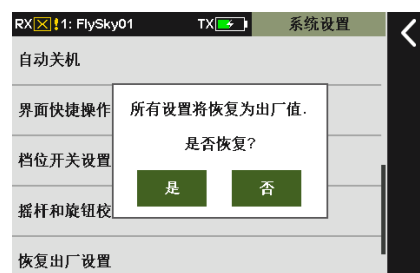 RX !1: FlySky01 TX 系统设置
自动关机
界面快捷操作
所有设置将恢复为出厂值.
是否恢复?
档位开关设置
是 否
摇杆和旋钮校
恢复出厂设置